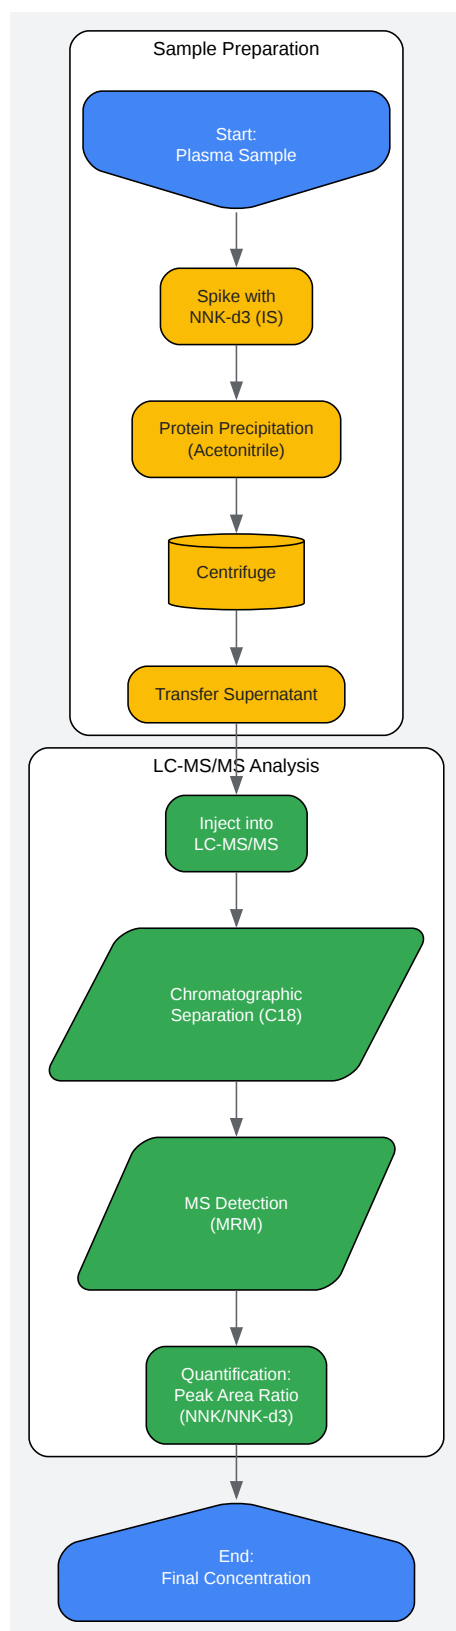 Sample Preparation
Start:
Plasma Sample
Spike with
NNK-d3 (IS)
Protein Precipitation
(Acetonitrile)
Centrifuge
Transfer Supernatant
LC-MS/MS Analysis
Inject into
LC-MS/MS
Chromatographic
Separation (C18)
MS Detection
(MRM)
Quantification:
Peak Area Ratio
(NNK/NNK-d3)
End:
Final Concentration